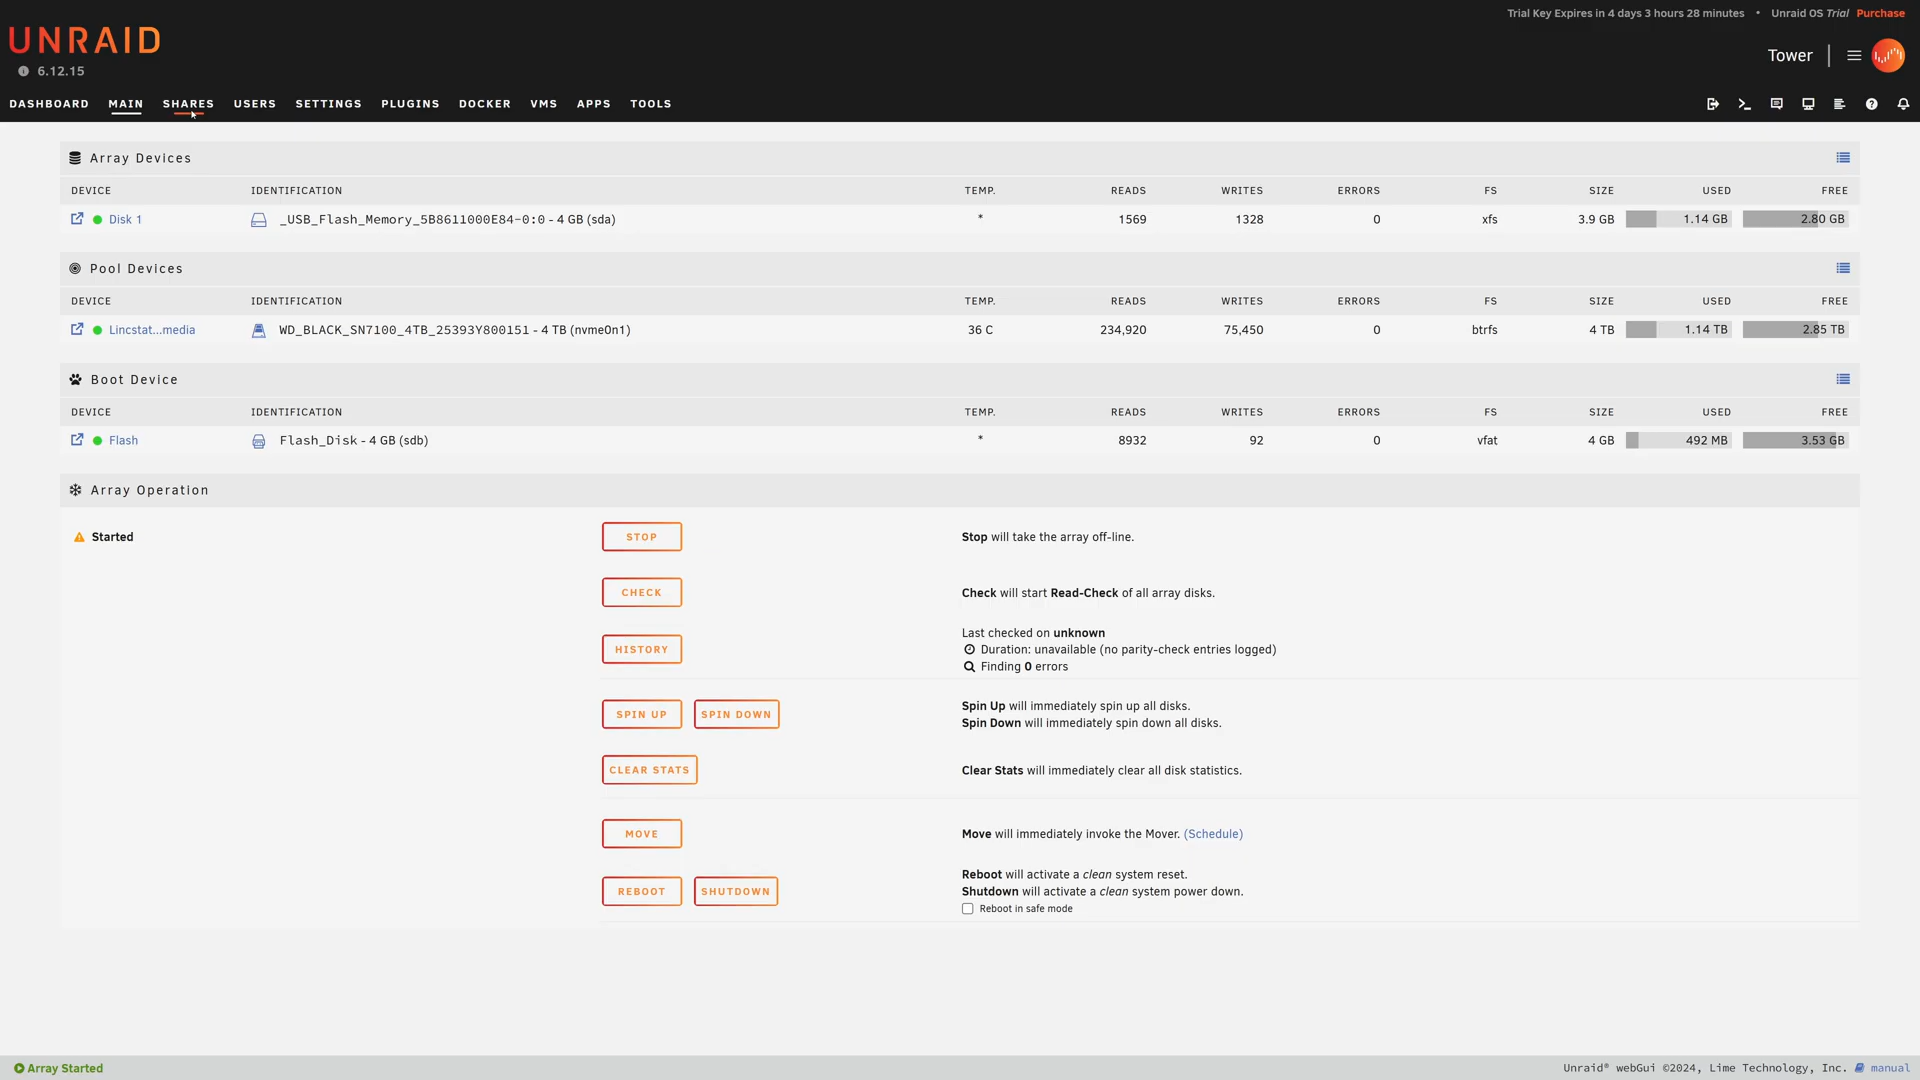 Trial Key Expires in 4 days 3 hours 28 minutes • Unraid OS Trial Purchase
UNRAID
6.12.15
Tower
DASHBOARD MAIN SHARES USERS SETTINGS PLUGINS DOCKER VMS APPS TOOLS
Array Devices
DEVICE IDENTIFICATION TEMP. READS WRITES ERRORS FS SIZE USED FREE
Disk 1 _USB_Flash_Memory_5B8611000E84-0:0 - 4 GB (sda) * 1569 1328 0 xfs 3.9 GB 1.14 GB 2.80 GB
Pool Devices
DEVICE IDENTIFICATION TEMP. READS WRITES ERRORS FS SIZE USED FREE
Lincstat...media WD_BLACK_SN7100_4TB_25393Y800151 - 4 TB (nvme0n1) 36 C 234,920 75,450 0 btrfs 4 TB 1.14 TB 2.85 TB
Boot Device
DEVICE IDENTIFICATION TEMP. READS WRITES ERRORS FS SIZE USED FREE
Flash Flash_Disk - 4 GB (sdb) * 8932 92 0 vfat 4 GB 492 MB 3.53 GB
Array Operation
Started STOP Stop will take the array off-line.
CHECK Check will start Read-Check of all array disks.
Last checked on unknown
HISTORY Duration: unavailable (no parity-check entries logged)
Finding 0 errors
SPIN UP SPIN DOWN Spin Up will immediately spin up all disks.
Spin Down will immediately spin down all disks.
CLEAR STATS Clear Stats will immediately clear all disk statistics.
MOVE Move will immediately invoke the Mover. (Schedule)
Reboot will activate a clean system reset.
REBOOT SHUTDOWN Shutdown will activate a clean system power down.
Reboot in safe mode
Array Started
Unraid® webGui ©2024, Lime Technology, Inc. manual